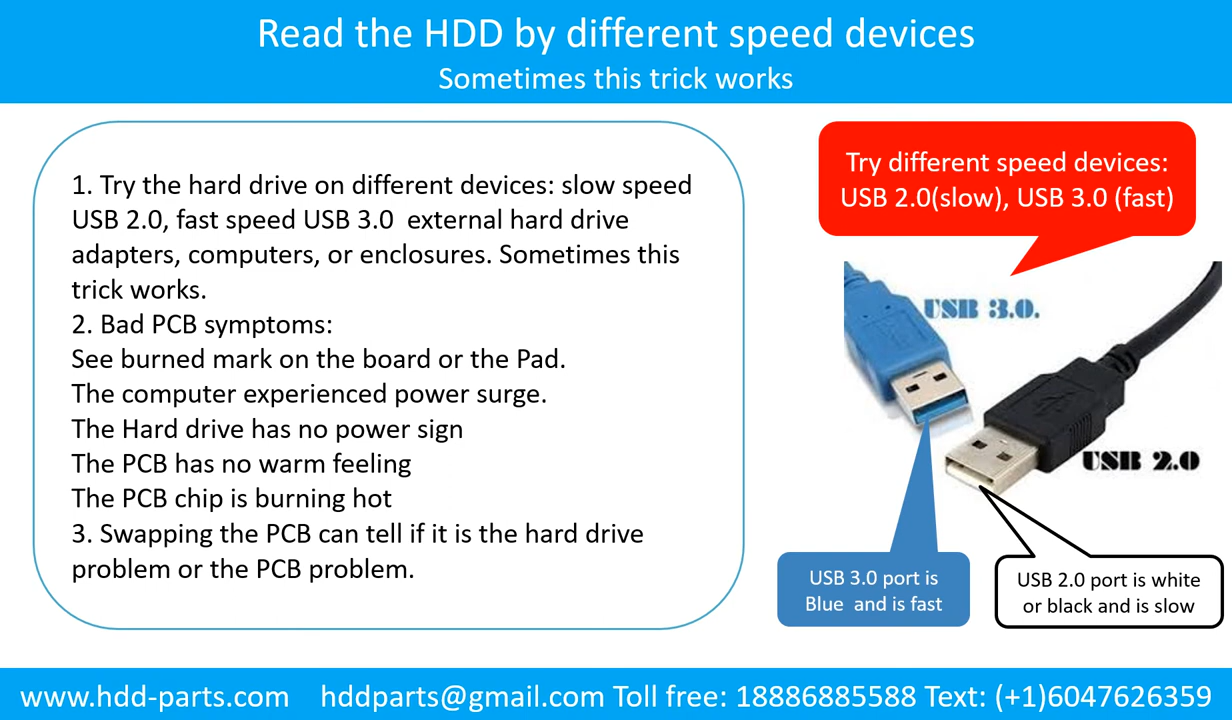 Read the HDD by different speed devices
Sometimes this trick works
1. Try the hard drive on different devices: slow speed
USB 2.0, fast speed USB 3.0 external hard drive
adapters, computers, or enclosures. Sometimes this
trick works.
2. Bad PCB symptoms:
See burned mark on the board or the Pad.
The computer experienced power surge.
The Hard drive has no power sign
The PCB has no warm feeling
The PCB chip is burning hot
3. Swapping the PCB can tell if it is the hard drive
problem or the PCB problem.
Try different speed devices:
USB 2.0(slow), USB 3.0 (fast)
USB 3.0.
USB 2.0
USB 3.0 port is
Blue and is fast
USB 2.0 port is white
or black and is slow
www.hdd-parts.com hddparts@gmail.com Toll free: 18886885588 Text: (+1)6047626359